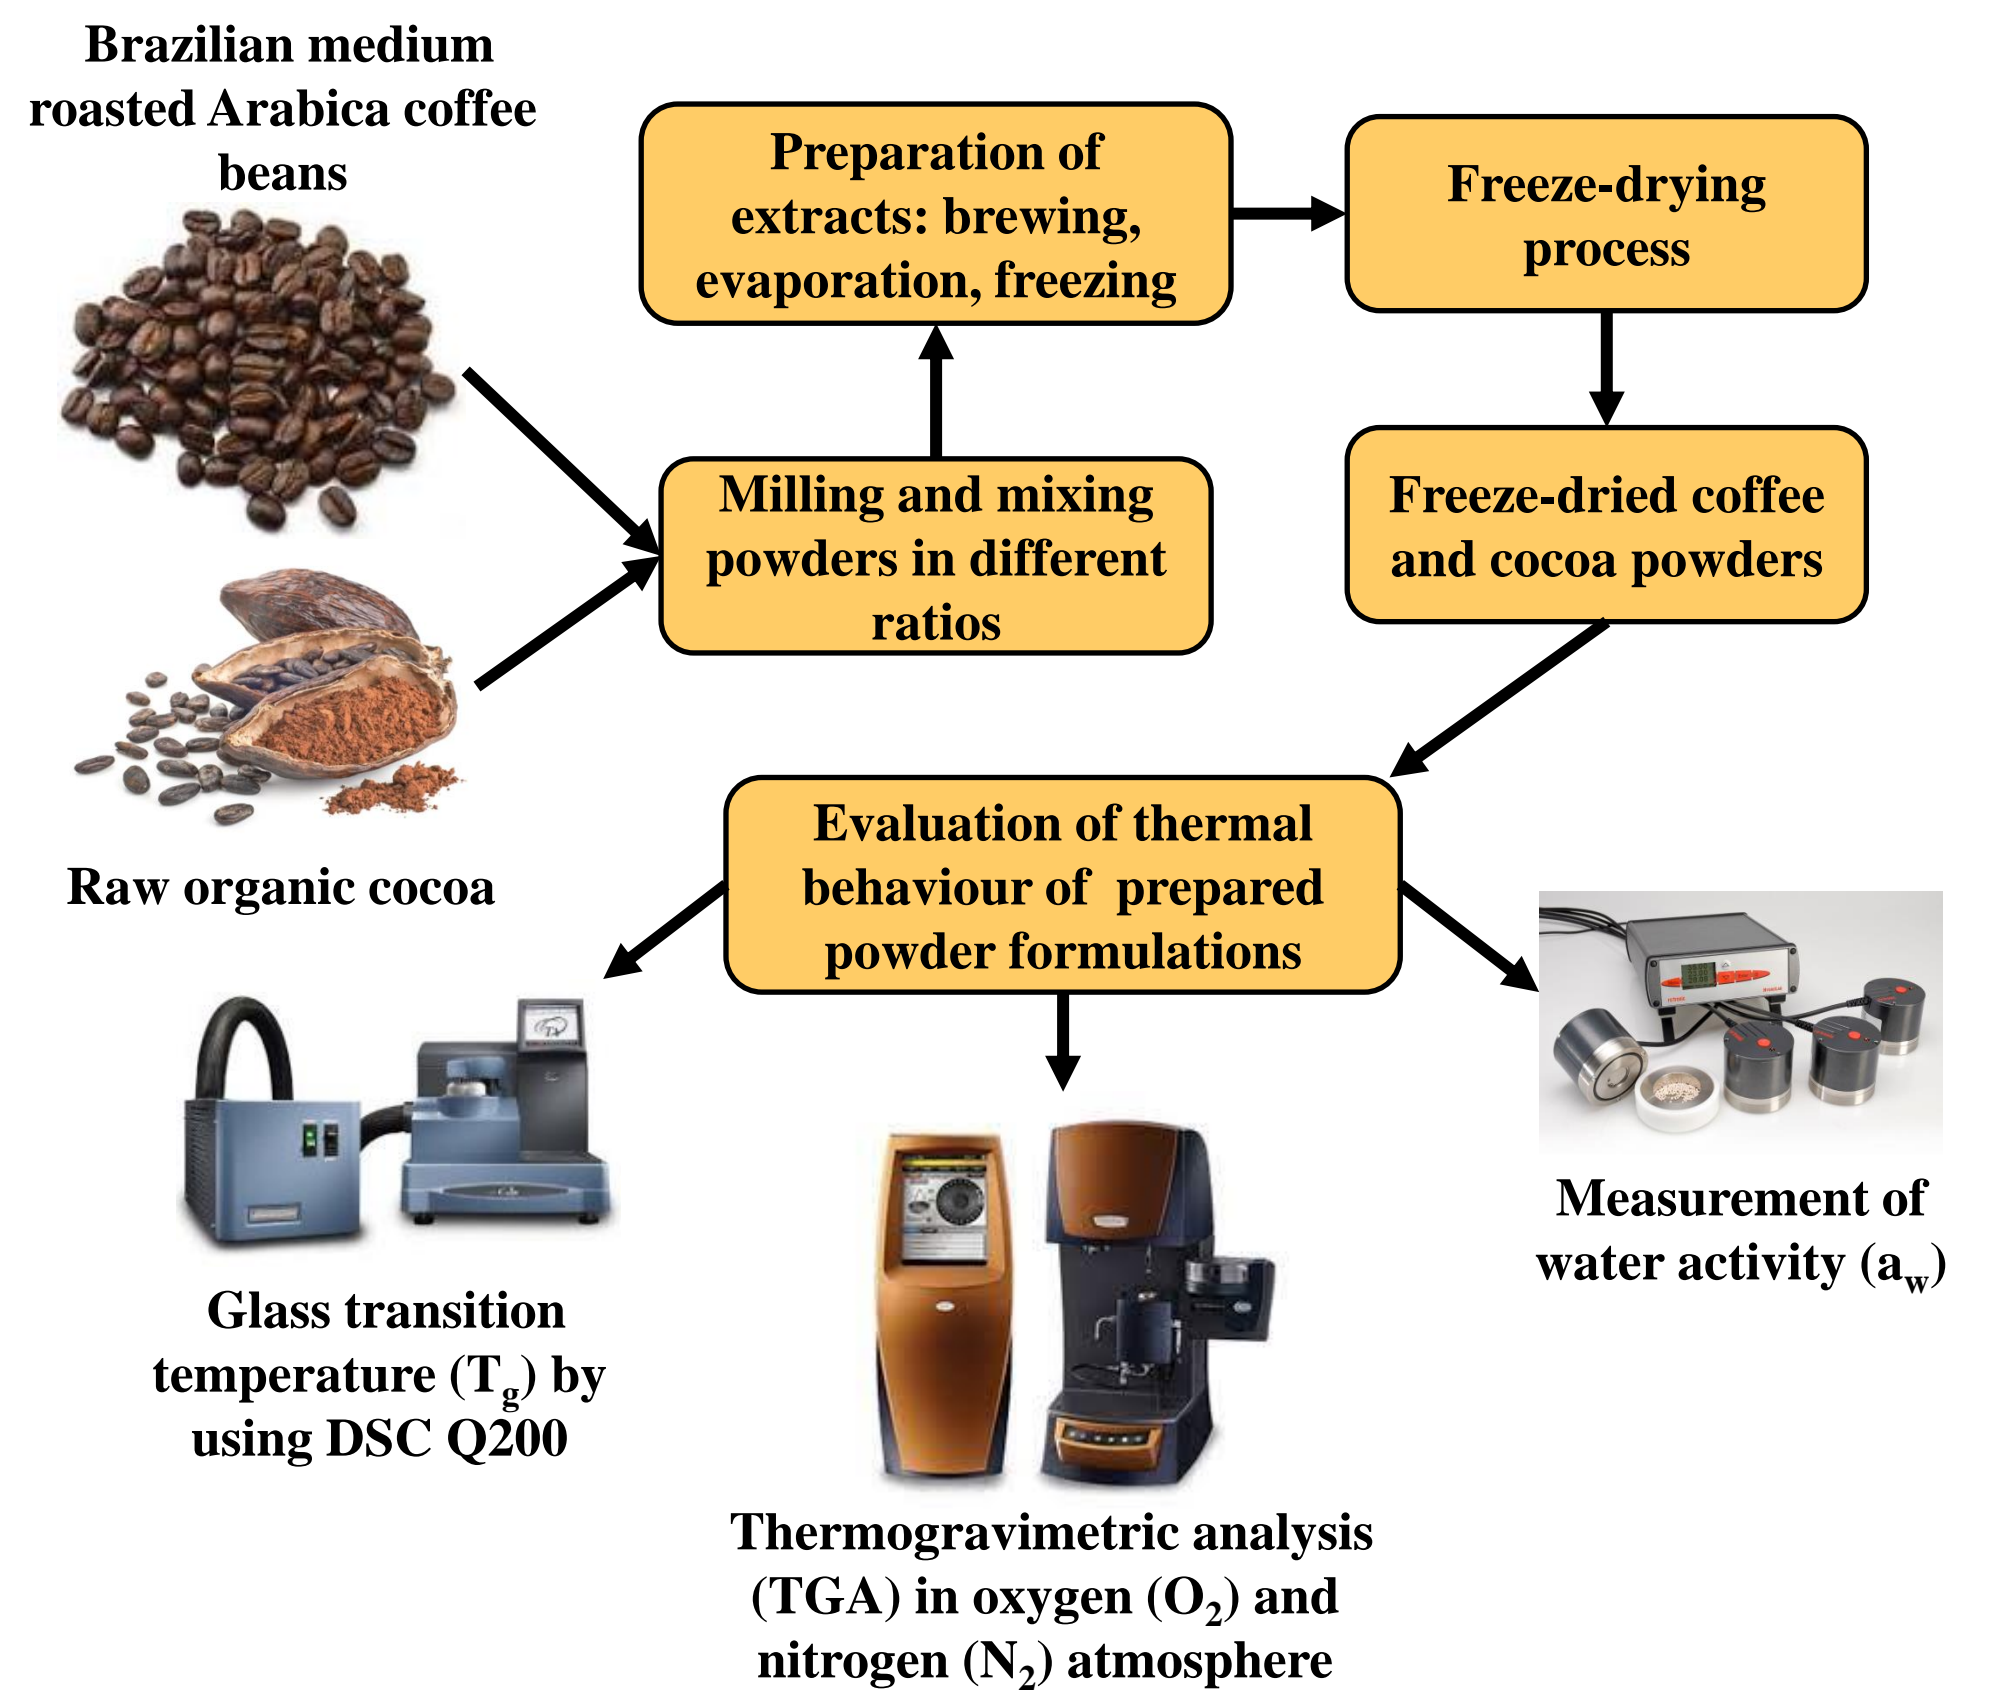 Brazilian medium
roasted Arabica coffee
beans
Preparation of
extracts: brewing,
evaporation, freezing
Freeze-drying
process
Milling and mixing
powders in different
ratios
Freeze-dried coffee
and cocoa powders
Raw organic cocoa
Evaluation of thermal
behaviour of prepared
powder formulations
Glass transition
temperature (Tg) by
using DSC Q200
Thermogravimetric analysis
(TGA) in oxygen (O2) and
nitrogen (N2) atmosphere
Measurement of
water activity (aw)